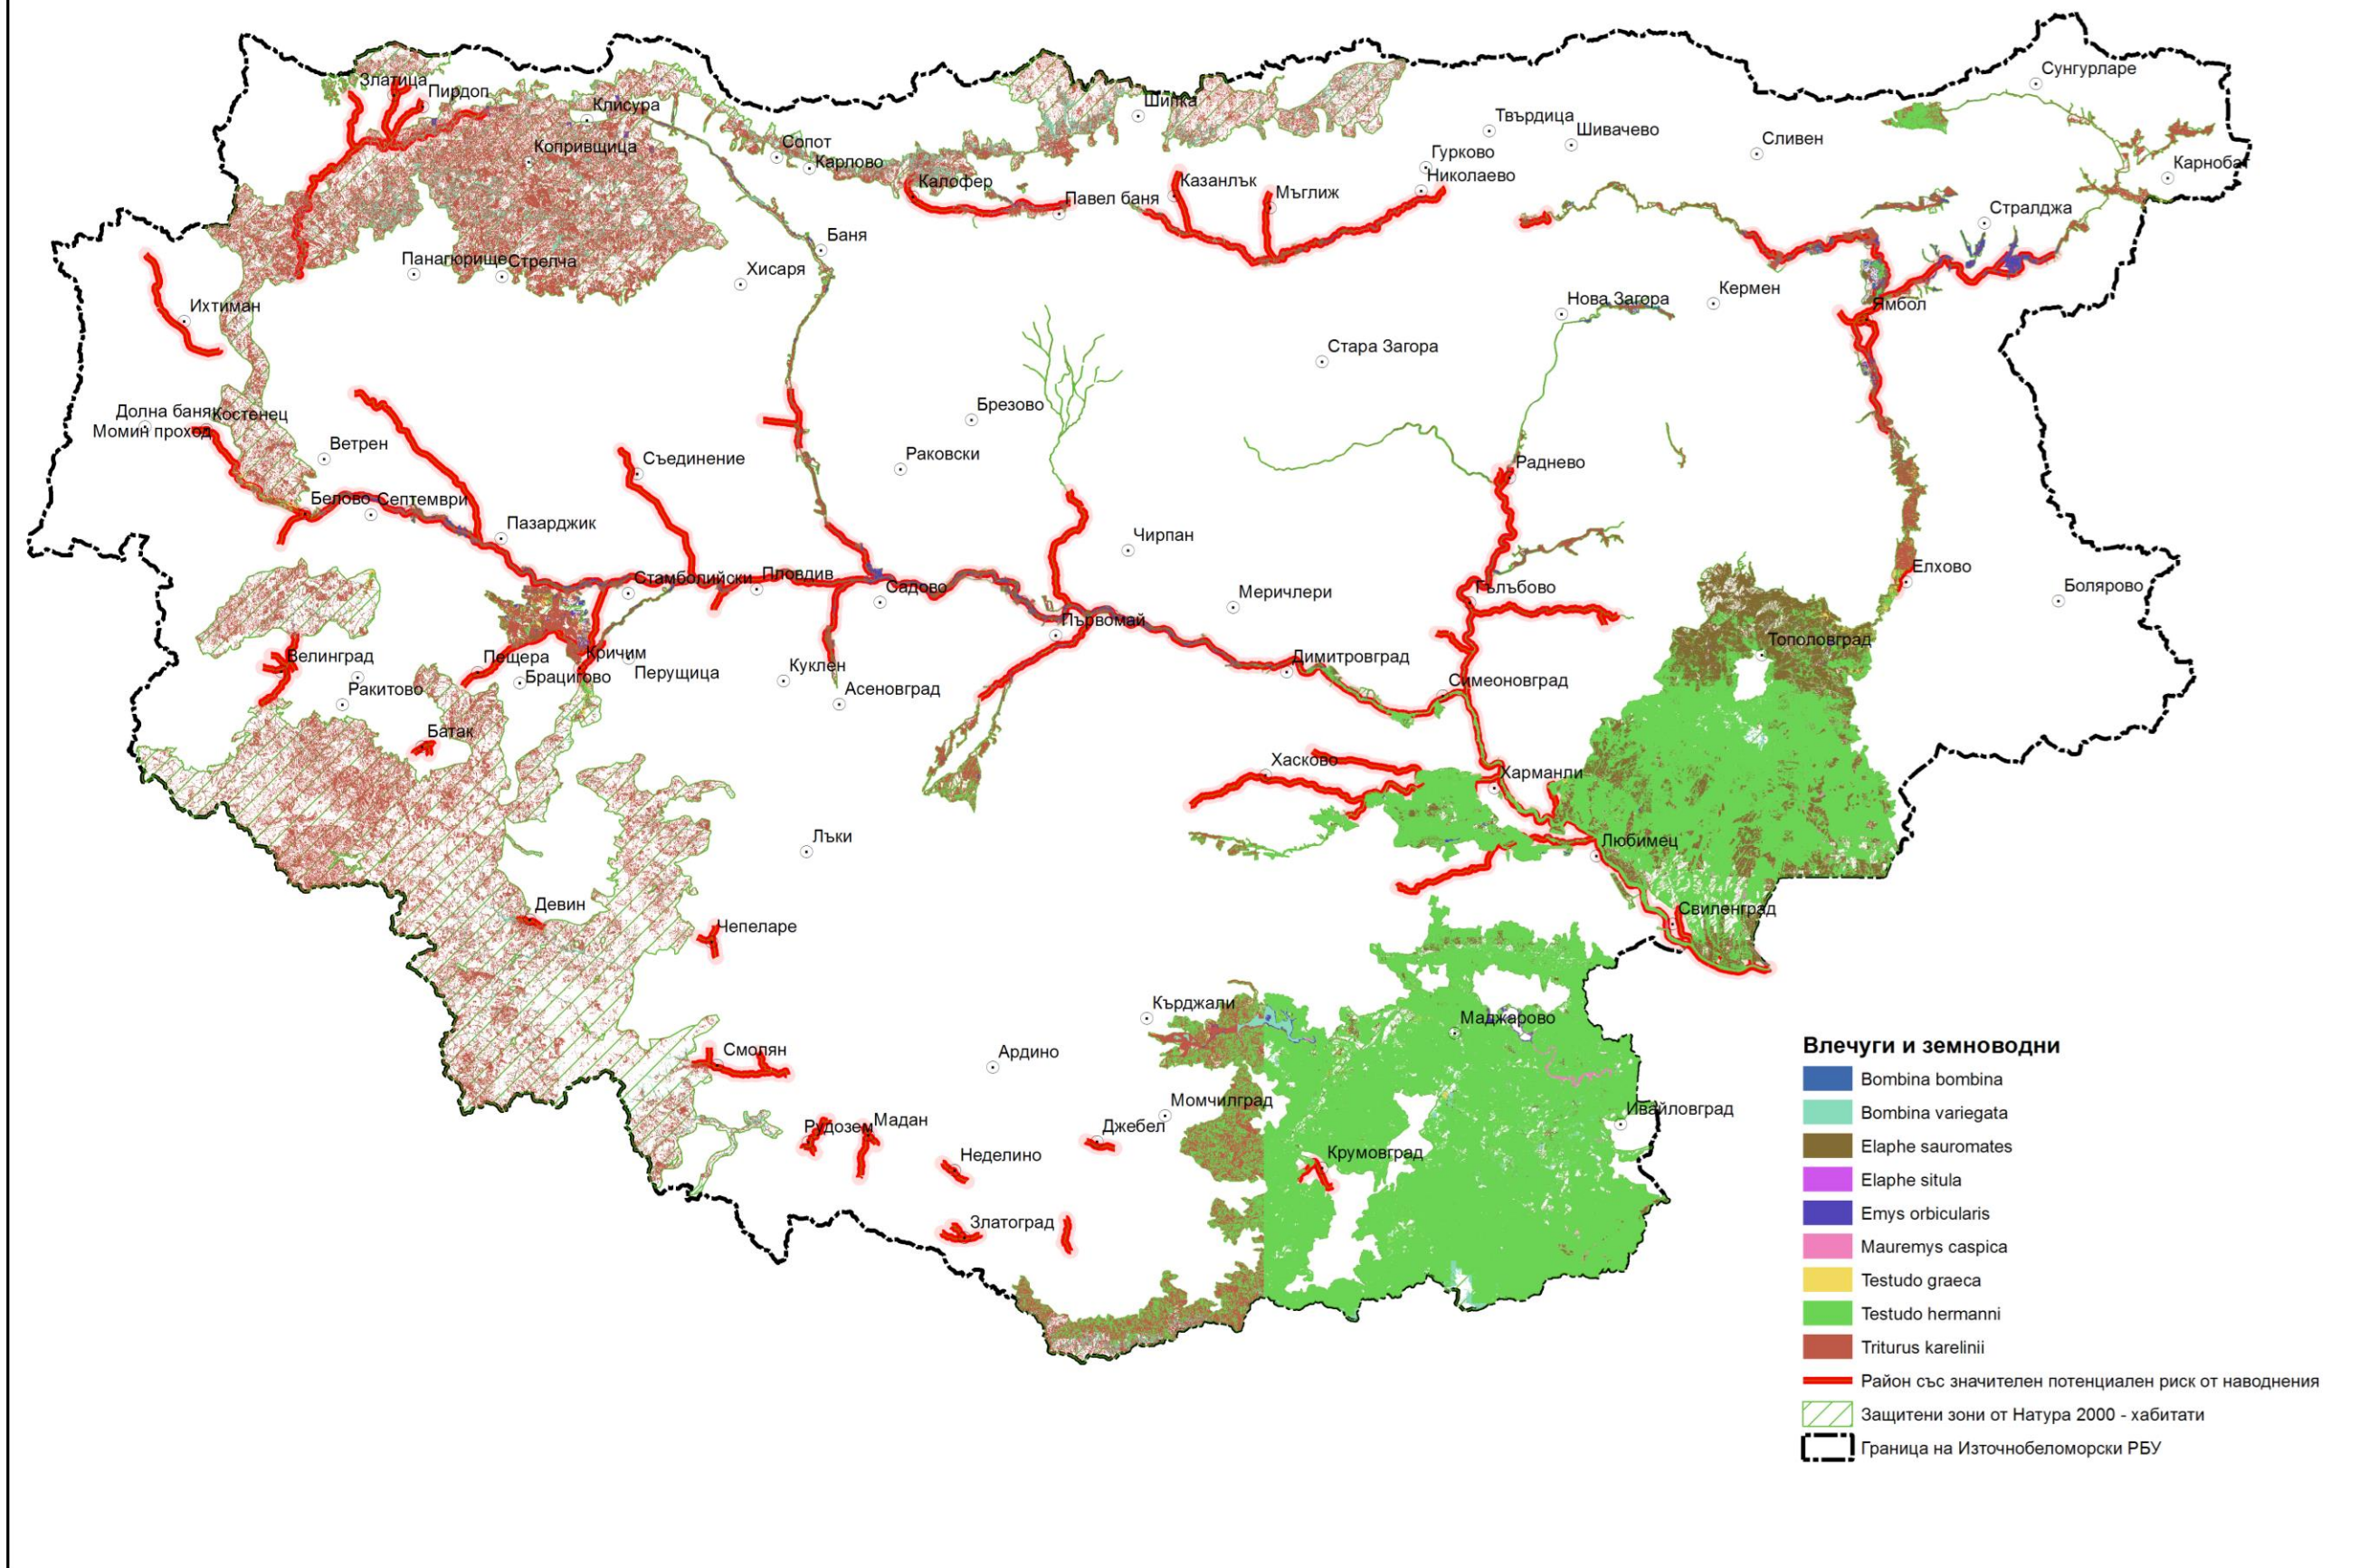 Сунгурларе
Златица
Пирдоп
Клисура
Шипка
Твърдица
Шивачево
Сливен
Копривщица
Сопот
Карлово
Гурково
Карнобат
Калофер
Павел баня
Казанлък
Мъглиж
Николаево
Стралджа
Баня
Панагюрище
Стрелча
Хисаря
Ихтиман
Нова Загора
Кермен
Ямбол
Стара Загора
Долна баня
Костенец
Момин проход
Брезово
Ветрен
Съединение
Раковски
Раднево
Белово
Септември
Пазарджик
Чирпан
Елхово
Стамболийски
Пловдив
Садово
Меричлери
Гълъбово
Болярово
Първомай
Тополовград
Велинград
Пещера
Кричим
Ракитово
Брацигово
Перущица
Куклен
Асеновград
Димитровград
Симеоновград
Батак
Хасково
Харманли
Лъки
Любимец
Девин
Чепеларе
Свиленград
Кърджали
Маджарово
Смолян
Ардино
Момчилград
Ивайловград
Рудозем
Мадан
Джебел
Неделино
Крумовград
Златоград
Влечуги и земноводни
Bombina bombina
Bombina variegata
Elaphe sauromates
Elaphe situla
Emys orbicularis
Mauremys caspica
Testudo graeca
Testudo hermanni
Triturus karelinii
Район със значителен потенциален риск от наводнения
Защитени зони от Натура 2000 - хабитати
Граница на Източнобеломорски РБУ